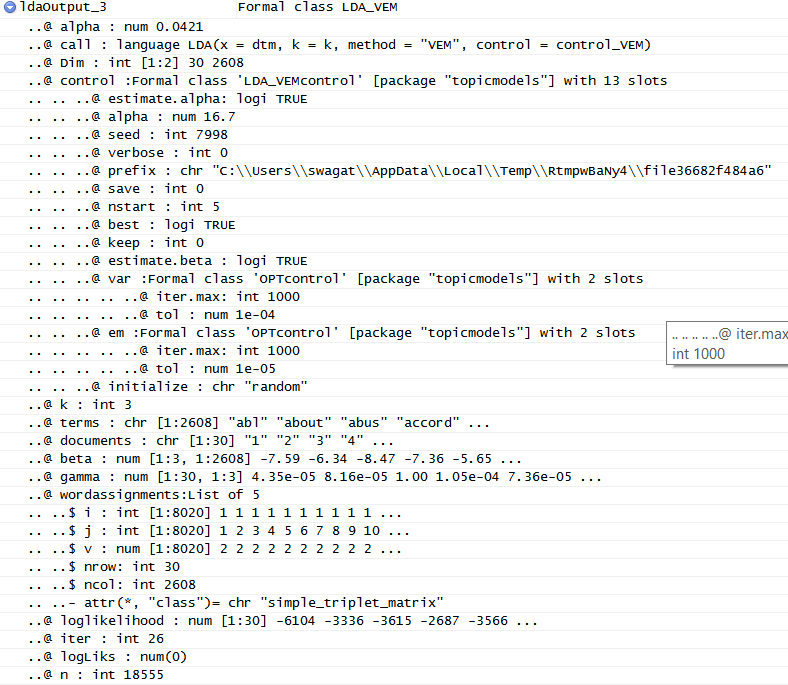 ldaOutput_3 Formal class LDA_VEM
..@ alpha : num 0.0421
..@ call : language LDA(x = dtm, k = k, method = "VEM", control = control_VEM)
..@ Dim : int [1:2] 30 2608
..@ control :Formal class 'LDA_VEMcontrol' [package "topicmodels"] with 13 slots
.. .. ..@ estimate.alpha: logi TRUE
.. .. ..@ alpha : num 16.7
.. .. ..@ seed : int 7998
.. .. ..@ verbose : int 0
.. .. ..@ prefix : chr "C:\\Users\\swagat\\AppData\\Local\\Temp\\RtmpwBaNy4\\file36682f484a6"
.. .. ..@ save : int 0
.. .. ..@ nstart : int 5
.. .. ..@ best : logi TRUE
.. .. ..@ keep : int 0
.. .. ..@ estimate.beta : logi TRUE
.. .. ..@ var :Formal class 'OPTcontrol' [package "topicmodels"] with 2 slots
.. .. .. .. ..@ iter.max: int 1000
.. .. .. .. ..@ tol : num 1e-04
.. .. ..@ em :Formal class 'OPTcontrol' [package "topicmodels"] with 2 slots
.. .. .. .. ..@ iter.max: int 1000
.. .. .. .. ..@ tol : num 1e-05
.. .. ..@ initialize : chr "random"
..@ k : int 3
..@ terms : chr [1:2608] "abl" "about" "abus" "accord" ...
..@ documents : chr [1:30] "1" "2" "3" "4" ...
..@ beta : num [1:3, 1:2608] -7.59 -6.34 -8.47 -7.36 -5.65 ...
..@ gamma : num [1:30, 1:3] 4.35e-05 8.16e-05 1.00 1.05e-04 7.36e-05 ...
..@ wordassignments:List of 5
.. ..$ i : int [1:8020] 1 1 1 1 1 1 1 1 1 1 ...
.. ..$ j : int [1:8020] 1 2 3 4 5 6 7 8 9 10 ...
.. ..$ v : num [1:8020] 2 2 2 2 2 2 2 2 2 2 ...
.. ..$ nrow: int 30
.. ..$ ncol: int 2608
.. ..- attr(*, "class")= chr "simple_triplet_matrix"
..@ loglikelihood : num [1:30] -6104 -3336 -3615 -2687 -3566 ...
..@ iter : int 26
..@ logLiks : num(0)
..@ n : int 18555
.. .. .. .. ..@ iter.max
int 1000